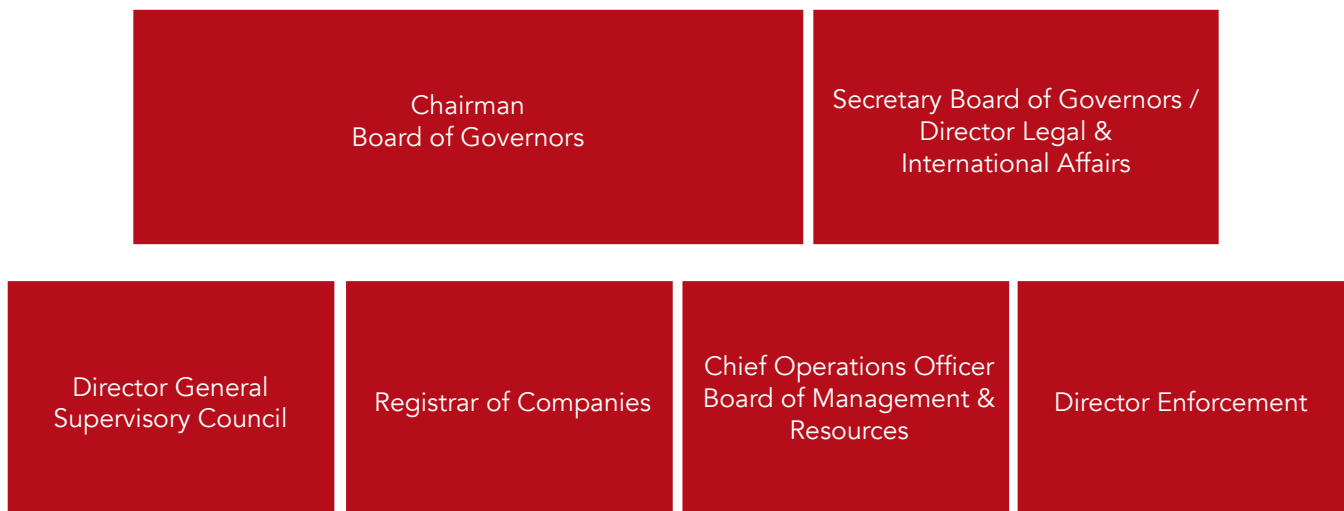 Chairman
Board of Governors
Secretary Board of Governors /
Director Legal &
International Affairs
Director General
Supervisory Council
Registrar of Companies
Chief Operations Officer
Board of Management &
Resources
Director Enforcement